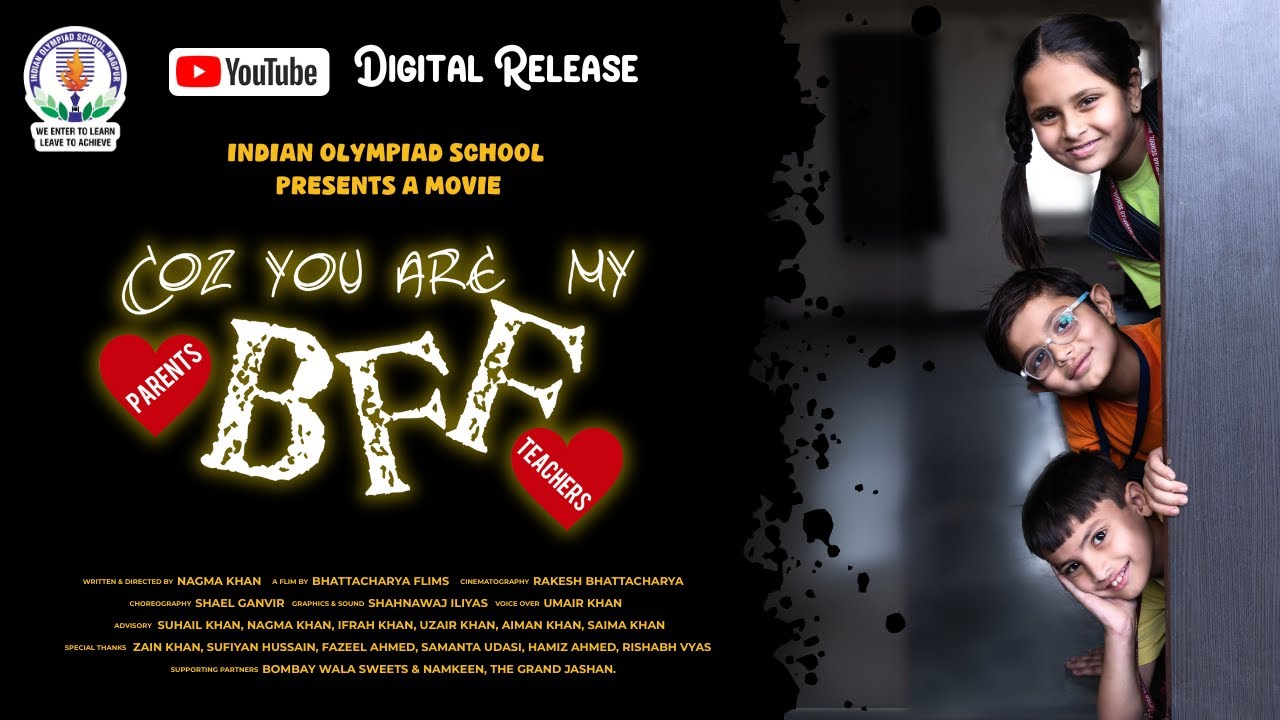 INDIAN OLYMPIAD SCHOOL, NAGPUR
WE ENTER TO LEARN
LEAVE TO ACHIEVE
YouTube
DIGITAL RELEASE
INDIAN OLYMPIAD SCHOOL
PRESENTS A MOVIE
COZ YOU ARE MY
BFF
PARENTS
TEACHERS
WRITTEN & DIRECTED BY NAGMA KHAN A FLIM BY BHATTACHARYA FLIMS CINEMATOGRAPHY RAKESH BHATTACHARYA
CHOREOGRAPHY SHAEL GANVIR GRAPHICS & SOUND SHAHNAWAJ ILIYAS VOICE OVER UMAIR KHAN
ADVISORY SUHAIL KHAN, NAGMA KHAN, IFRAH KHAN, UZAIR KHAN, AIMAN KHAN, SAIMA KHAN
SPECIAL THANKS ZAIN KHAN, SUFIYAN HUSSAIN, FAZEEL AHMED, SAMANTA UDASI, HAMIZ AHMED, RISHABH VYAS
SUPPORTING PARTNERS BOMBAY WALA SWEETS & NAMKEEN, THE GRAND JASHAN.